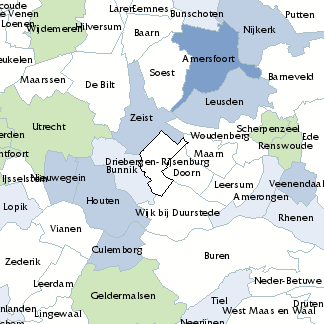 coude
Larer
Eemnes
Bunschoten
Putten
e Venen
Loenen
Wijdemeren
Hilversum
Baarn
Nijkerk
eukelen
Maarssen
De Bilt
Soest
Amersfoort
Barneveld
Leusden
Zeist
Utrecht
Woudenberg
Scherpenzeel
Ede
erden
Renswoude
ntfoort
Driebergen-Rijsenburg
Maarn
Bunnik
Doorn
IJsselstein
Nieuwegein
Leersum
Veenendaal
Amerongen
Lopik
Houten
Wijk bij Duurstede
Rhenen
Vianen
Culemborg
Buren
Zederik
Leerdam
Neder-Betuwe
Geldermalsen
Tiel
Druten
nlanden
Lingewaal
West Maas en Waal
Neerijnen